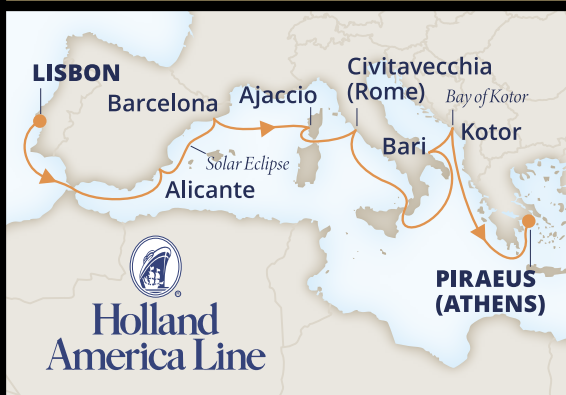 LISBON
Barcelona
Ajaccio
Civitavecchia
(Rome)
Bay of Kotor
Kotor
Bari
Solar Eclipse
Alicante
PIRAEUS
(ATHENS)
Holland
America Line
®